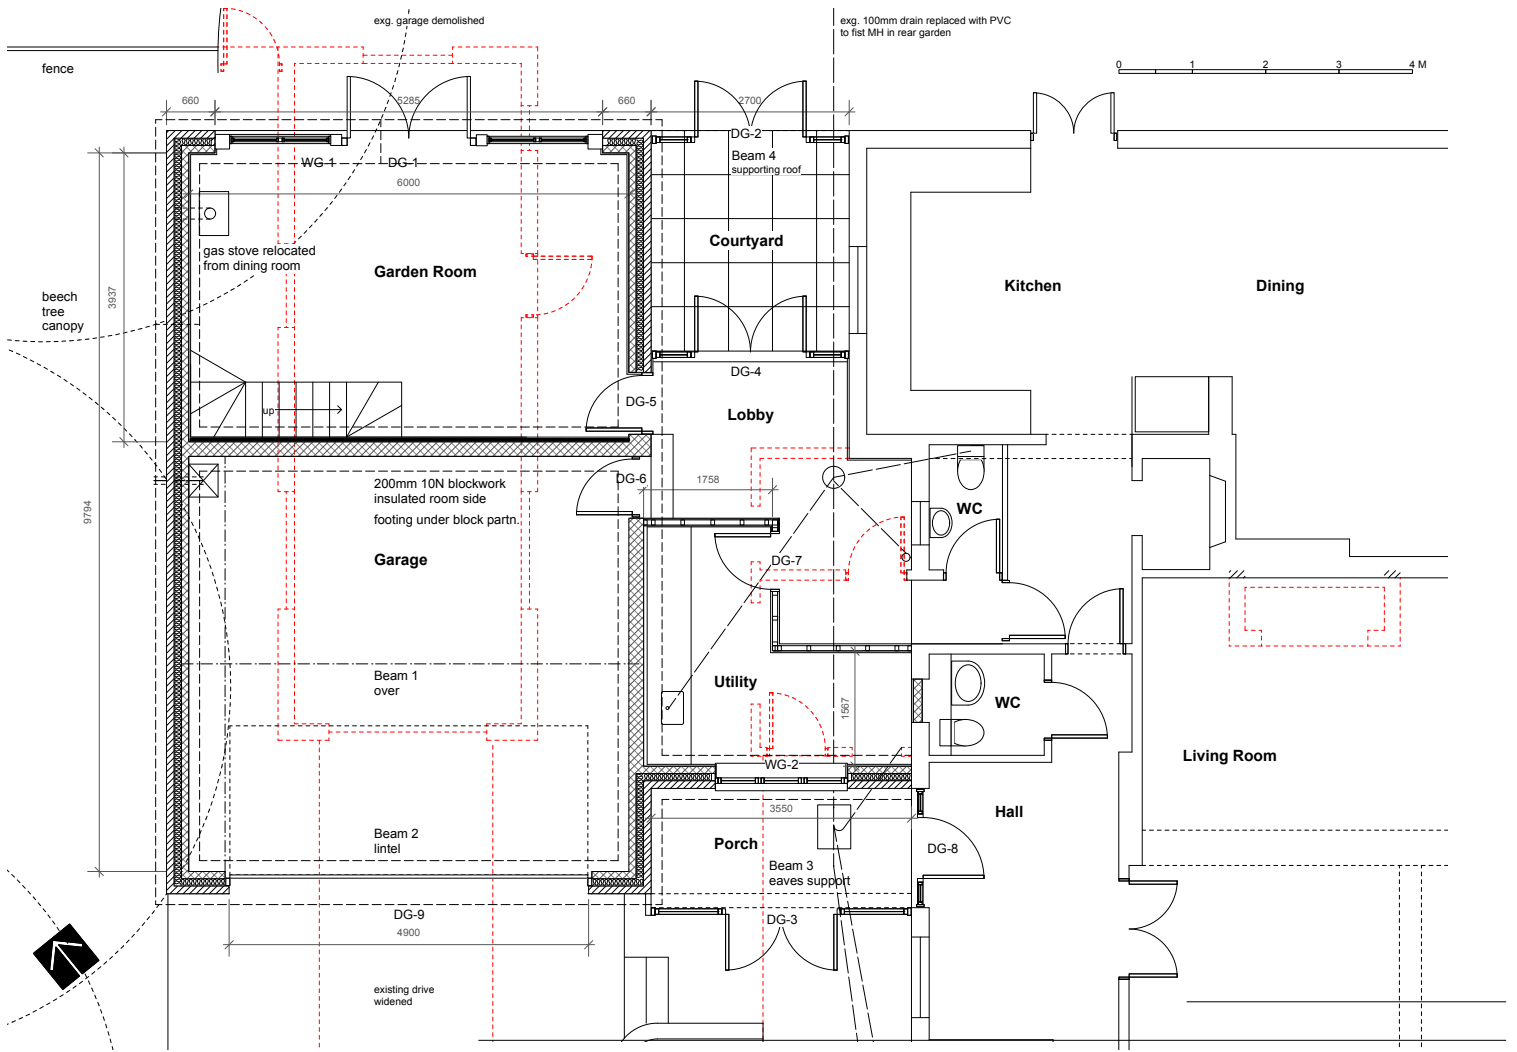 exg. garage demolished
exg. 100mm drain replaced with PVC
to fist MH in rear garden
fence
0 1 2 3 4 M
660
5285
660
2700
DG-2
WG-1
DG-1
Beam 4
supporting roof
6000
Courtyard
gas stove relocated
from dining room
Garden Room
Kitchen
Dining
beech
tree
canopy
3937
DG-4
DG-5
up
Lobby
9794
DG-6
200mm 10N blockwork
insulated room side
footing under block partn.
1758
WC
Garage
DG-7
Beam 1
over
Utility
1567
WC
Living Room
WG-2
3550
Hall
Beam 2
lintel
Porch
DG-8
Beam 3
eaves support
DG-9
DG-3
4900
existing drive
widened